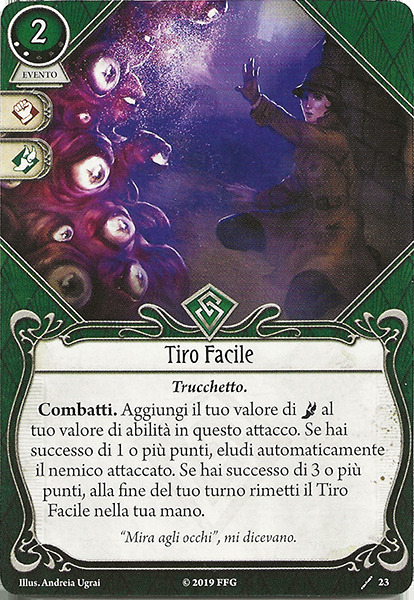 2
EVENTO
Tiro Facile
Trucchetto.
Combatti. Aggiungi il tuo valore di al
tuo valore di abilità in questo attacco. Se hai
successo di 1 o più punti, eludi automaticamente
il nemico attaccato. Se hai successo di 3 o più
punti, alla fine del tuo turno rimetti il Tiro
Facile nella tua mano.
“Mira agli occhi”, mi dicevano.
Illus. Andreia Ugrai © 2019 FFG 23